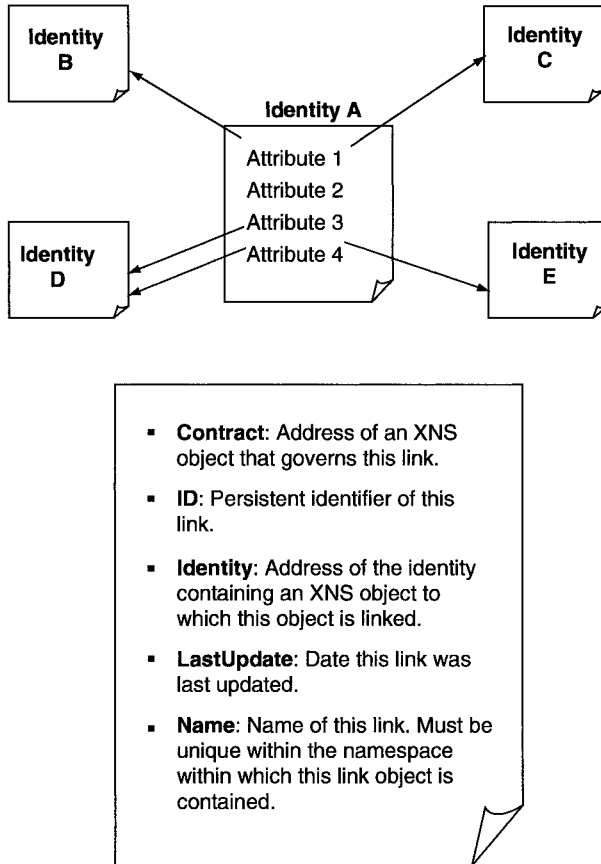 Identity
B
Identity
C
Identity A
Attribute 1
Attribute 2
Attribute 3
Attribute 4
Identity
D
Identity
E
▪ Contract: Address of an XNS
object that governs this link.
▪ ID: Persistent identifier of this
link.
▪ Identity: Address of the identity
containing an XNS object to
which this object is linked.
▪ LastUpdate: Date this link was
last updated.
▪ Name: Name of this link. Must be
unique within the namespace
within which this link object is
contained.